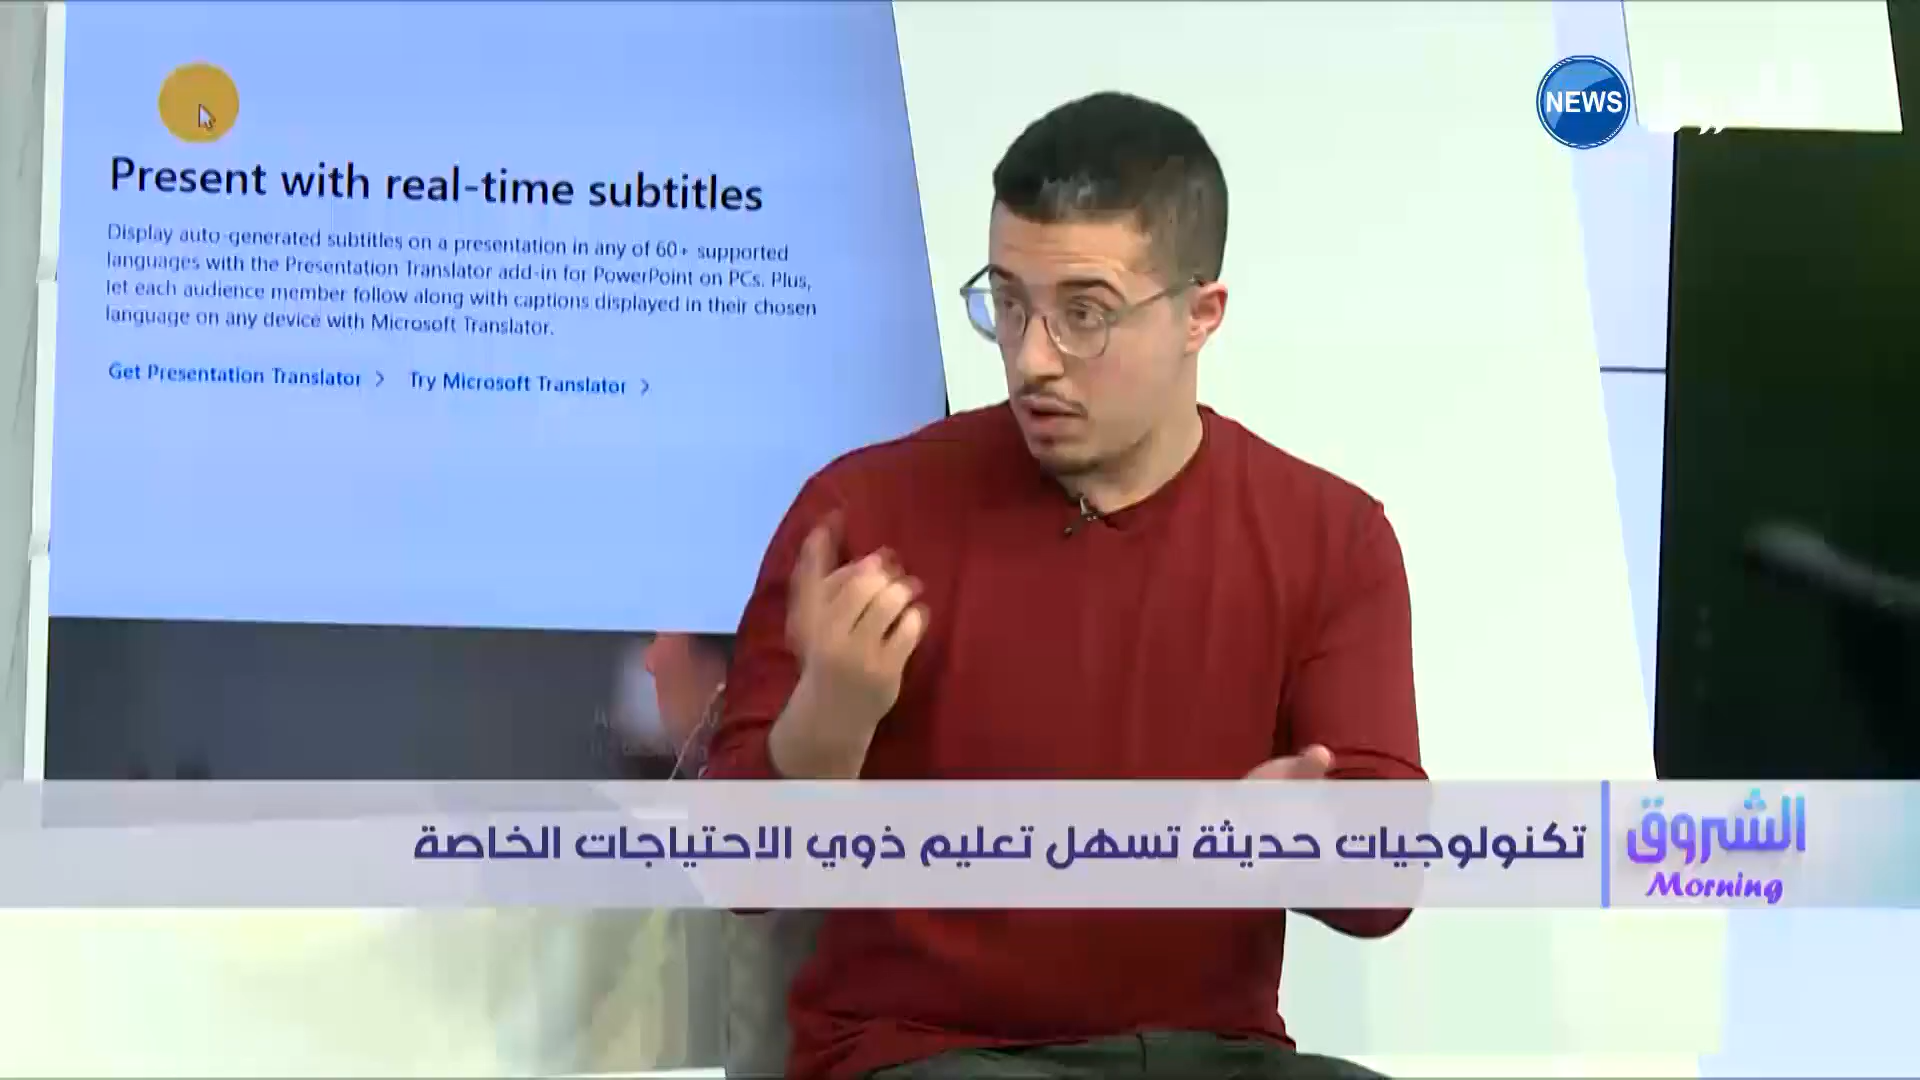 NEWS
Present with real-time subtitles
Display auto-generated subtitles on a presentation in any of 60+ supported
languages with the Presentation Translator add-in for PowerPoint on PCs. Plus,
let each audience member follow along with captions displayed in their chosen
language on any device with Microsoft Translator.
Get Presentation Translator > Try Microsoft Translator >
تكنولوجيات حديثة تسهل تعليم ذوي الاحتياجات الخاصة
الشروق
Morning